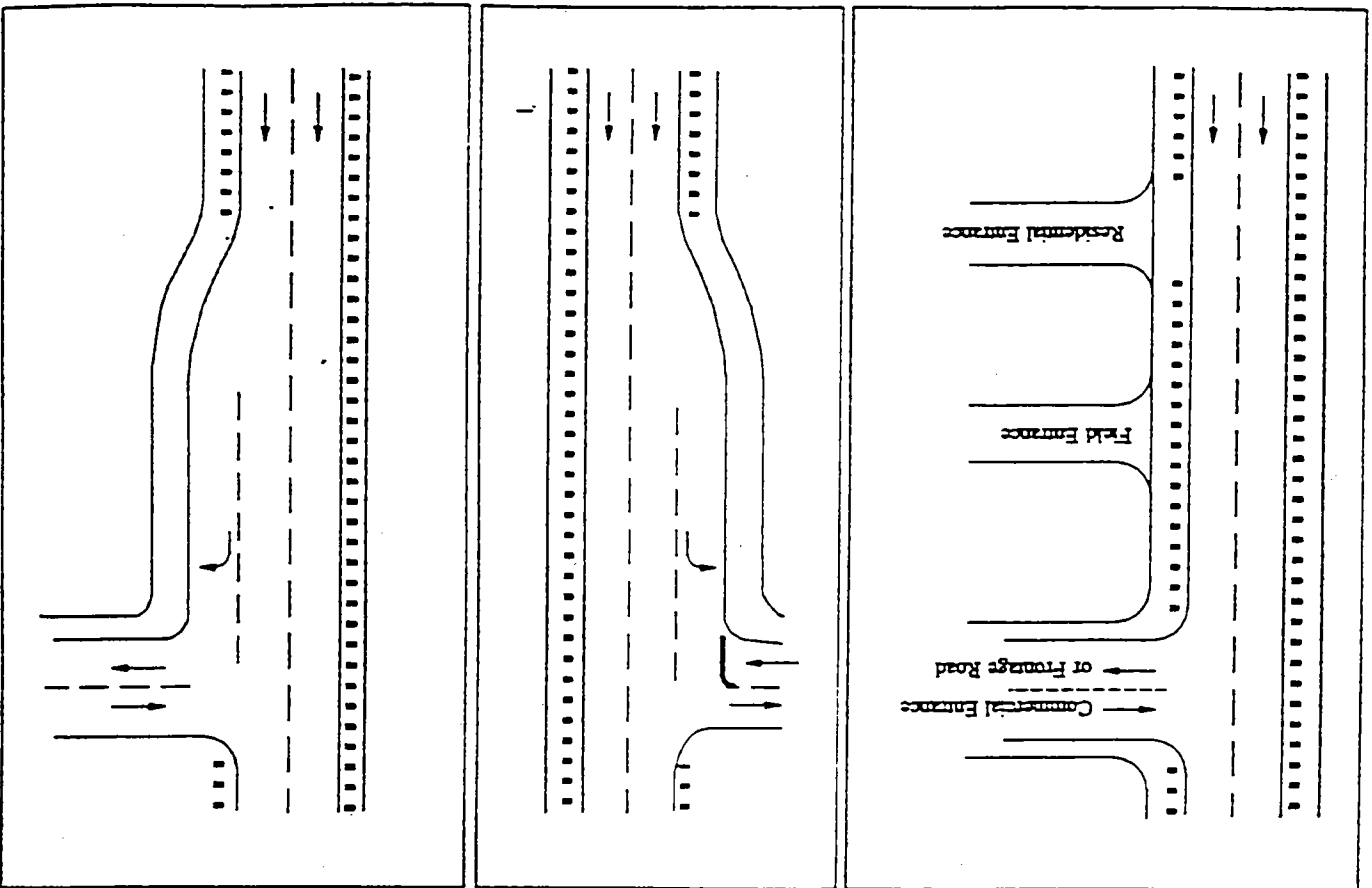 Commercial Entrance
or Frontage Road
Field Entrance
Residential Entrance